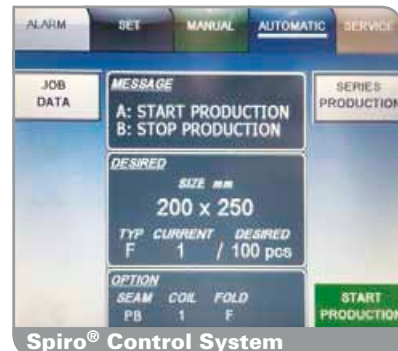 ALARM SET MANUAL AUTOMATIC SERVICE
JOB DATA
MESSAGE
A: START PRODUCTION
B: STOP PRODUCTION
SERIES PRODUCTION
DESIRED
SIZE mm
200 x 250
TYP CURRENT DESIRED
F 1 / 100 pcs
OPTION
SEAM COIL FOLD
PB 1 F
START PRODUCTION
Spiro® Control System